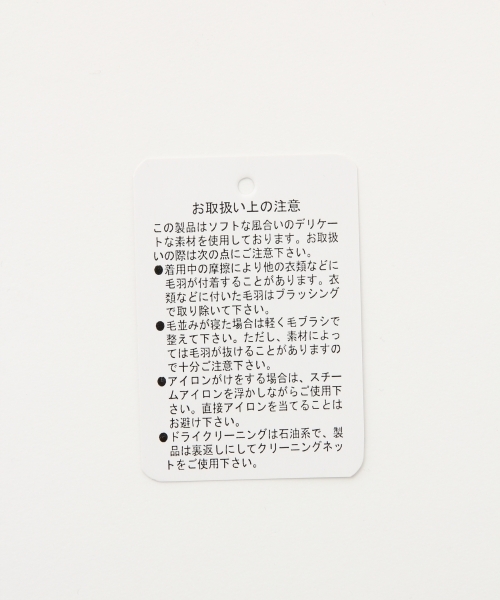 お取扱い上の注意
この製品はソフトな風合いのデリケー
トな素材を使用しております。お取扱
いの際は次の点にご注意下さい。
●着用中の摩擦により他の衣類などに
毛羽が付着することがあります。衣
類などに付いた毛羽はブラッシング
で取り除いて下さい。
●毛並みが寝た場合は軽く毛ブラシで
整えて下さい。ただし、素材によっ
ては毛羽が抜けることがありますの
で十分ご注意下さい。
●アイロンがけをする場合は、スチー
ムアイロンを浮かしながらご使用下
さい。直接アイロンを当てることは
お避け下さい。
●ドライクリーニングは石油系で、製
品は裏返しにしてクリーニングネッ
トをご使用下さい。